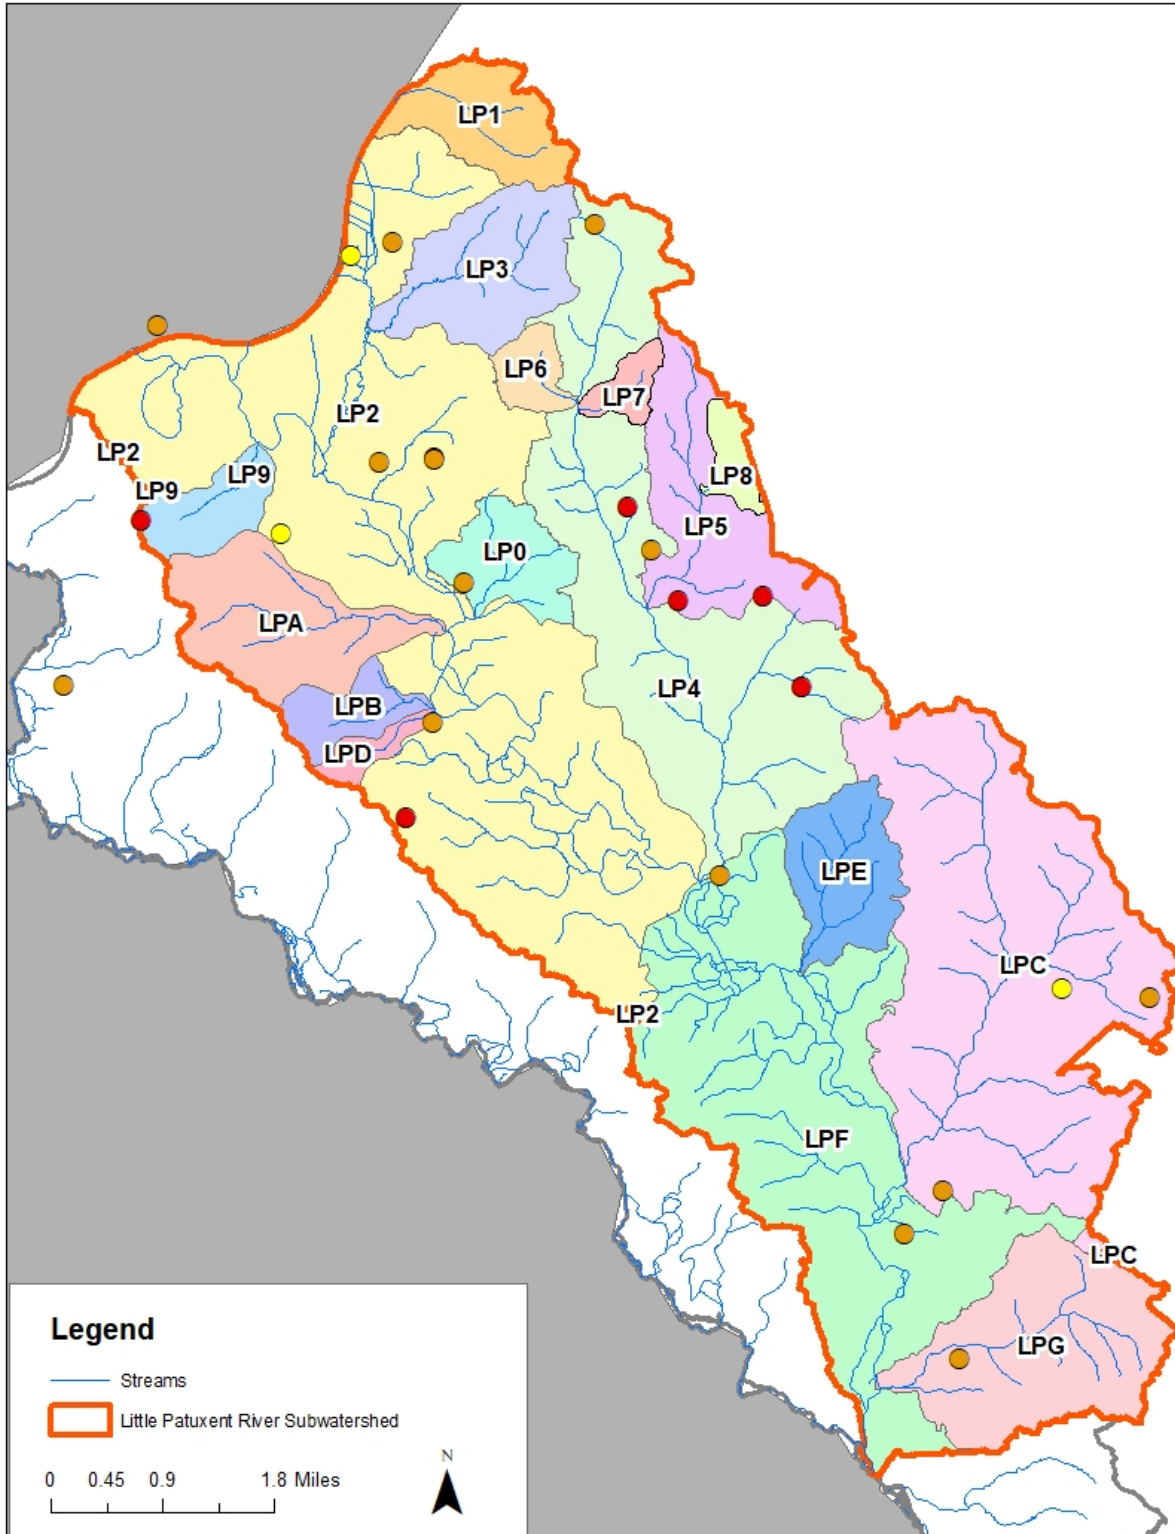 LP1
LP3
LP6
LP7
LP2
LP2
LP9
LP9
LP8
LP5
LP0
LPA
LP4
LPB
LPD
LPE
LPC
LP2
LPF
LPC
LPG
Legend
Streams
Little Patuxent River Subwatershed
0 0.45 0.9 1.8 Miles
N